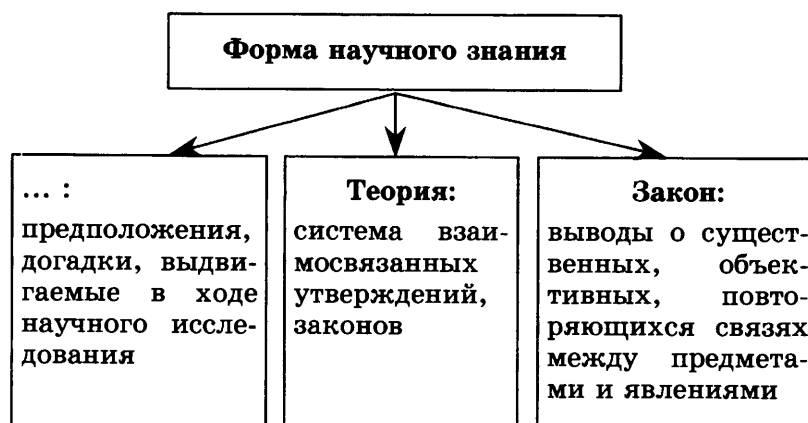 Форма научного знания
... :
предположения,
догадки, выдви-
гаемые в ходе
научного иссле-
дования
Теория:
система взаи-
мосвязанных
утверждений,
законов
Закон:
выводы о сущест-
венных, объек-
тивных, повто-
ряющихся связях
между предмета-
ми и явлениями